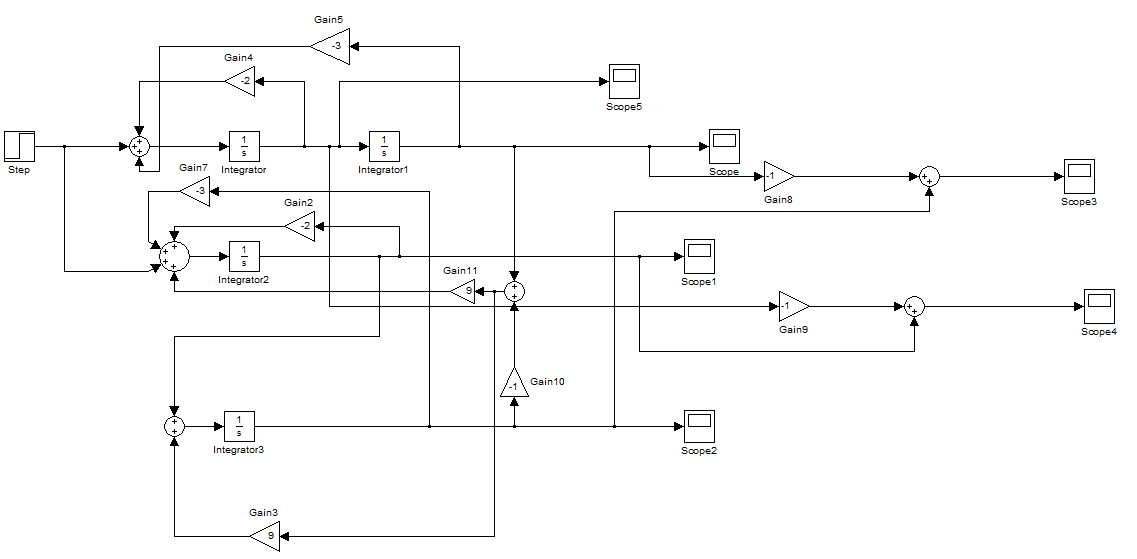 Gain5
-3
Gain4
-2
Scope5
+
+
+
1
s
1
s
Step
Integrator
Integrator1
Scope
Gain7
-3
-1
Gain8
+
+
Scope3
Gain2
-2
+
+
+
+
1
s
Integrator2
Scope1
Gain11
9
+
+
-1
Gain9
+
+
Scope4
-1
Gain10
+
+
1
s
Integrator3
Scope2
Gain3
9